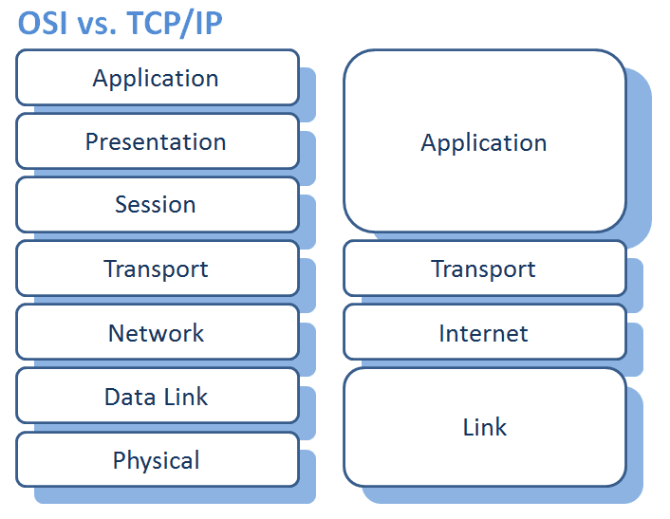 OSI vs. TCP/IP
Application
Presentation
Session
Transport
Network
Data Link
Physical
Application
Transport
Internet
Link